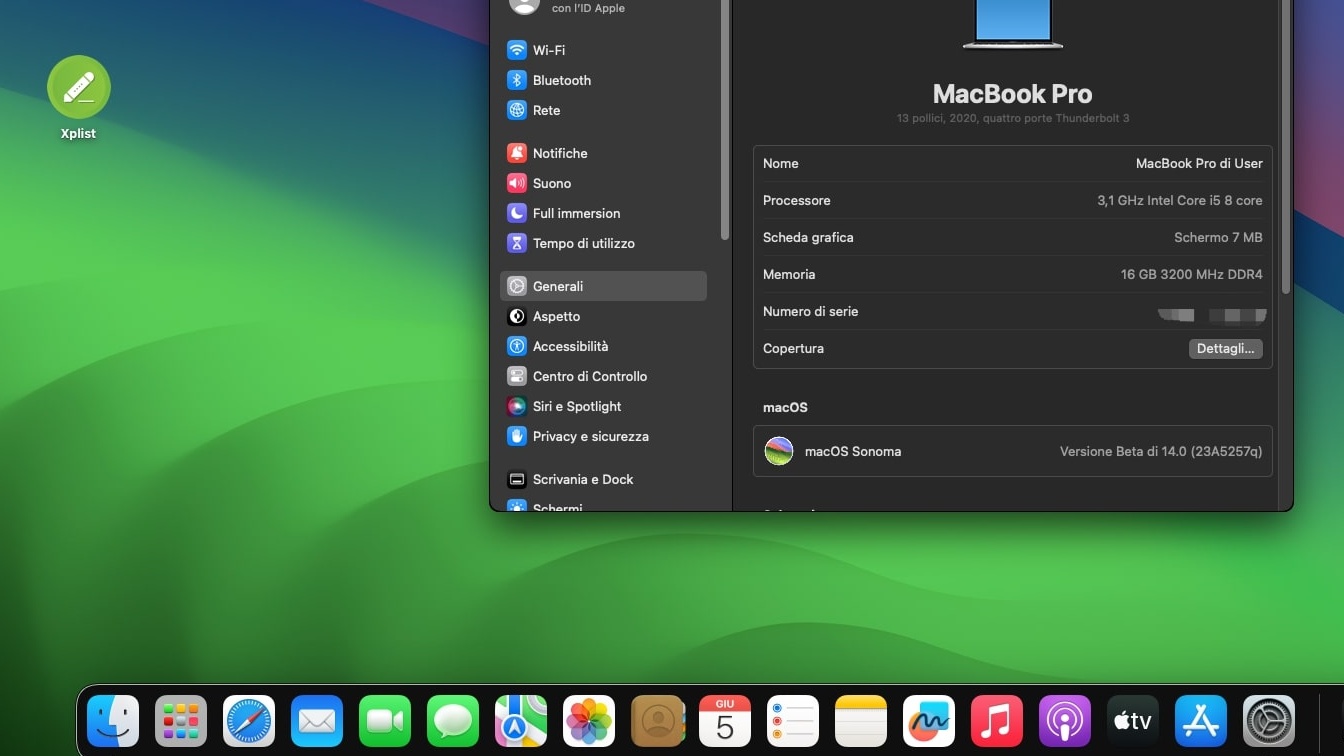 con l'ID Apple
Wi-Fi
Bluetooth
Rete
Notifiche
Suono
Full immersion
Tempo di utilizzo
Generali
Aspetto
Accessibilità
Centro di Controllo
Siri e Spotlight
Privacy e sicurezza
Scrivania e Dock
Schermi
MacBook Pro
13 pollici, 2020, quattro porte Thunderbolt 3
Nome MacBook Pro di User
Processore 3,1 GHz Intel Core i5 8 core
Scheda grafica Schermo 7 MB
Memoria 16 GB 3200 MHz DDR4
Numero di serie
Copertura Dettagli...
macOS
macOS Sonoma Versione Beta di 14.0 (23A5257q)
Xplist
GIU
5
tv